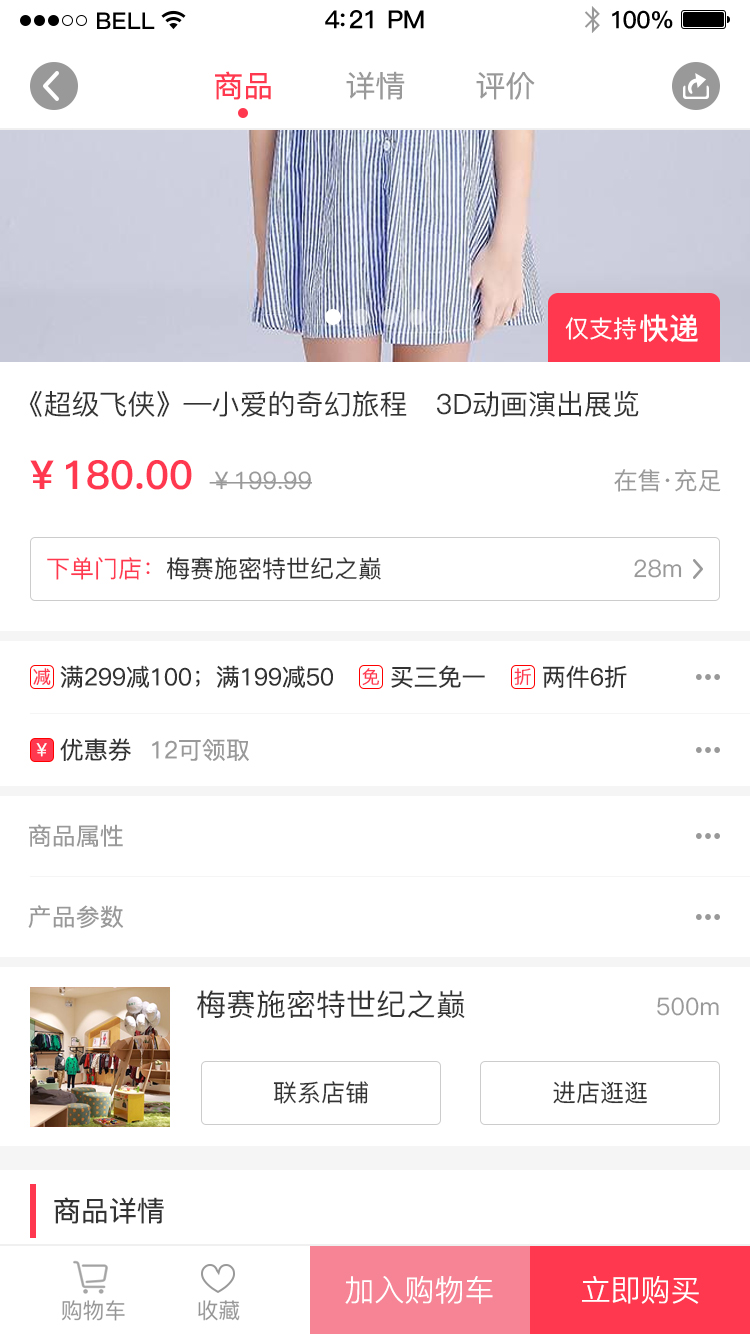 BELL 4:21 PM 100%
商品 详情 评价
仅支持快递
《超级飞侠》—小爱的奇幻旅程 3D动画演出展览
¥ 180.00 ¥199.99 在售·充足
下单门店： 梅赛施密特世纪之巅 28m
减 满299减100；满199减50 免 买三免一 折 两件6折
¥ 优惠券 12可领取
商品属性
产品参数
梅赛施密特世纪之巅 500m
联系店铺 进店逛逛
商品详情
购物车 收藏 加入购物车 立即购买